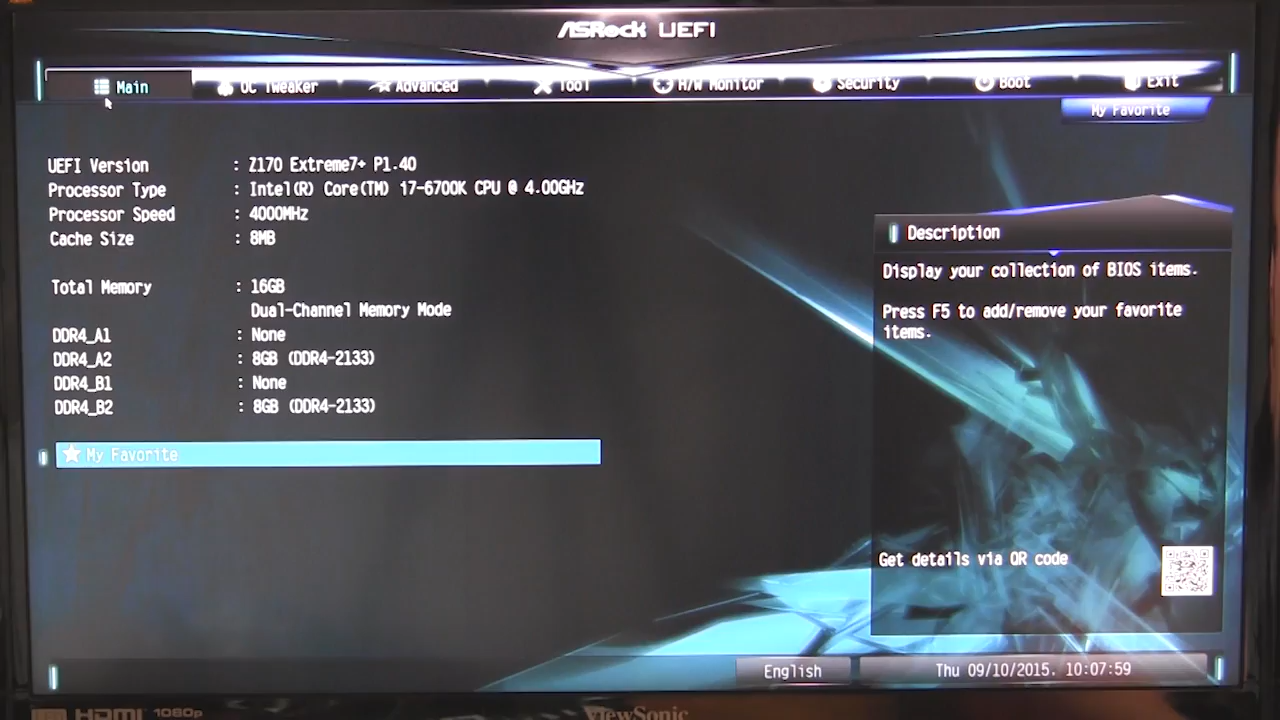 ASRock UEFI
Main OC Tweaker Advanced Tool H/W Monitor Security Boot Exit
My Favorite
UEFI Version : Z170 Extreme7+ P1.40
Processor Type : Intel(R) Core(TM) i7-6700K CPU @ 4.00GHz
Processor Speed : 4000MHz
Cache Size : 8MB
Total Memory : 16GB
Dual-Channel Memory Mode
DDR4_A1 : None
DDR4_A2 : 8GB (DDR4-2133)
DDR4_B1 : None
DDR4_B2 : 8GB (DDR4-2133)
My Favorite
Description
Display your collection of BIOS items.
Press F5 to add/remove your favorite
items.
Get details via QR code
English Thu 09/10/2015. 10:07:59
HDMI 1080p ViewSonic